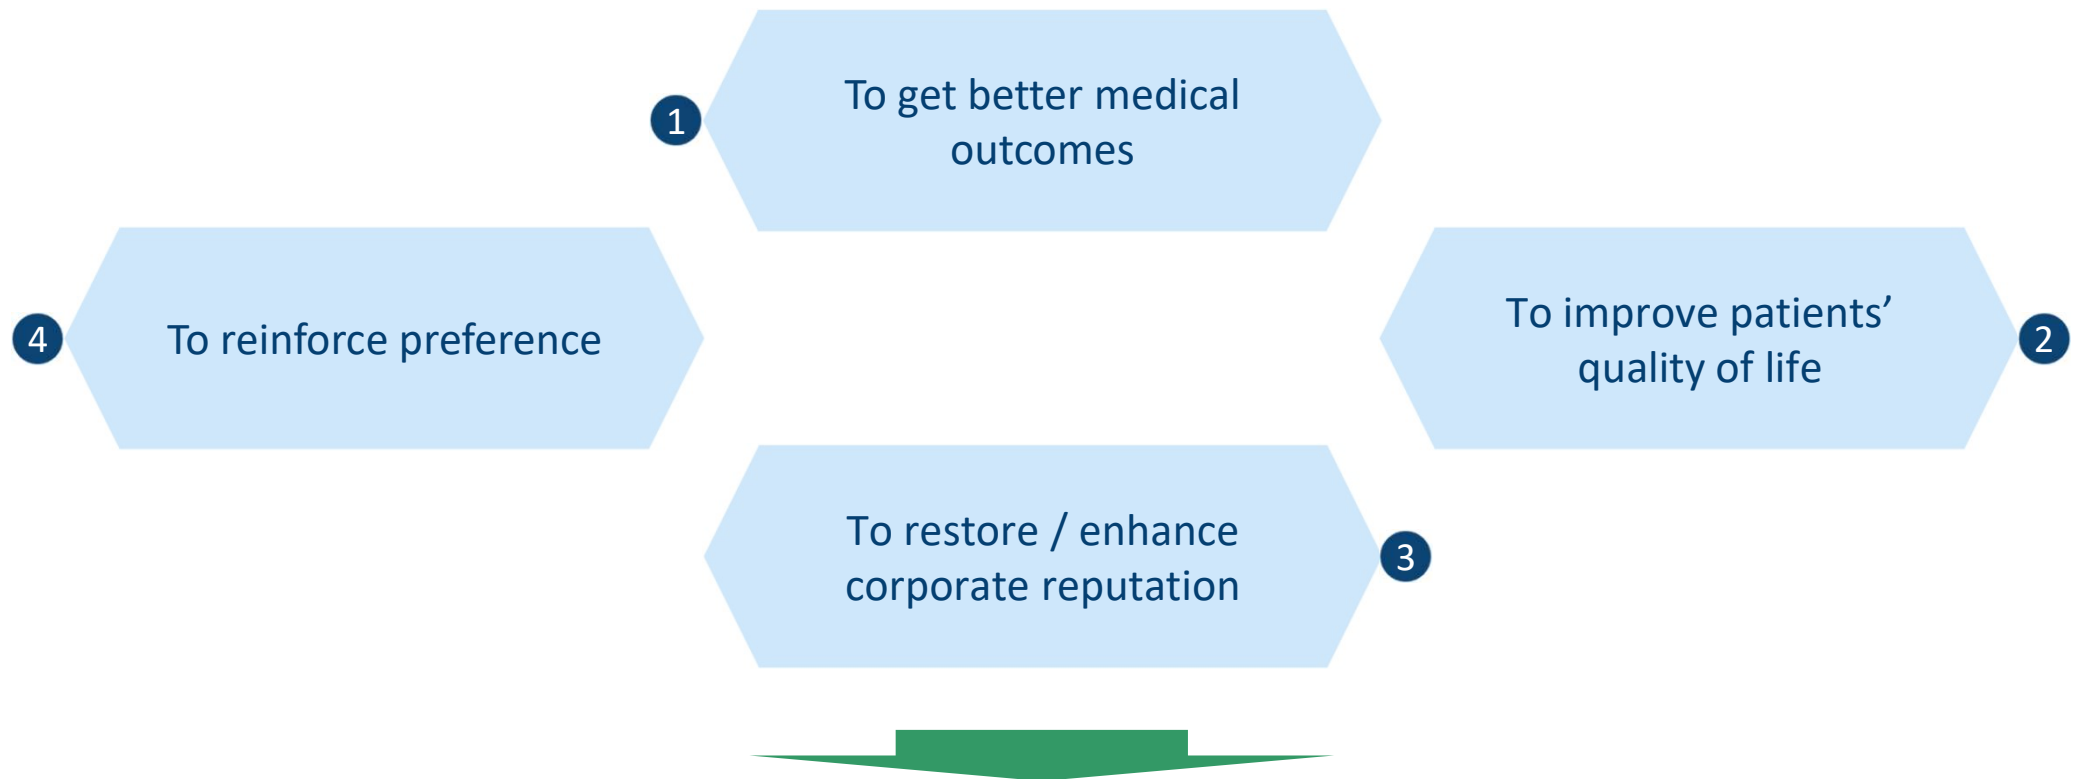 1
To get better medical
outcomes
2
To improve patients’
quality of life
3
To restore / enhance
corporate reputation
4
To reinforce preference